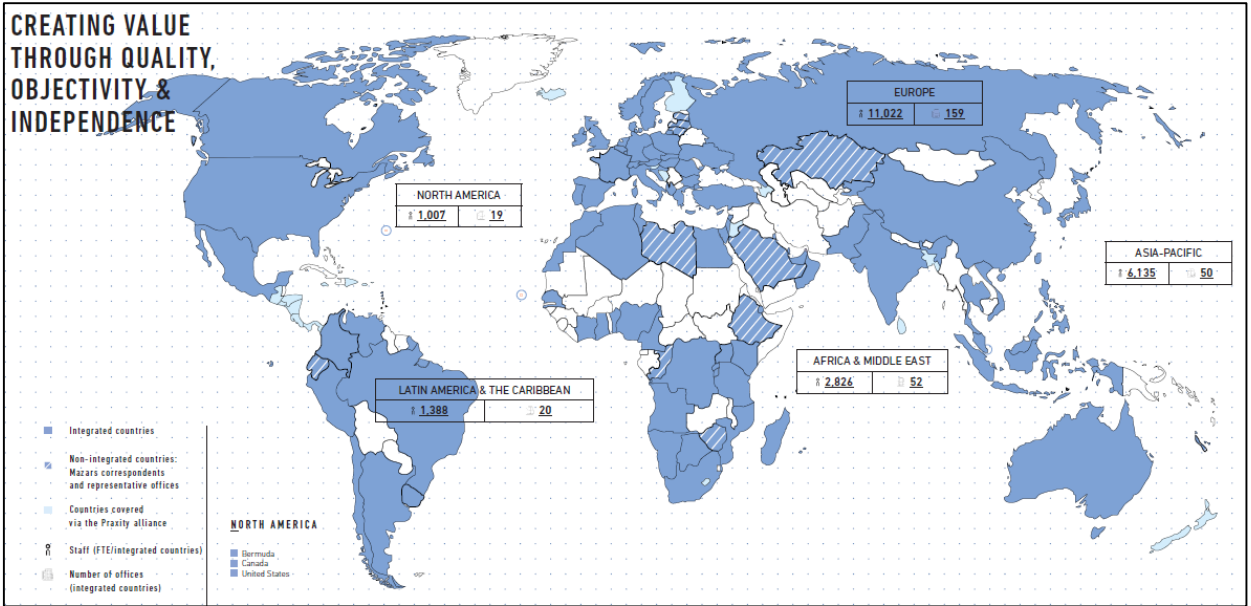 CREATING VALUE
THROUGH QUALITY,
OBJECTIVITY &
INDEPENDENCE
EUROPE
11,022 159
NORTH AMERICA
1,007 19
ASIA-PACIFIC
6,135 50
AFRICA & MIDDLE EAST
2,826 52
LATIN AMERICA & THE CARIBBEAN
1,388 20
Integrated countries
Non-integrated countries:
Mazars correspondents
and representative offices
Countries covered
via the Praxity alliance
Staff (FTE/integrated countries)
Number of offices
(integrated countries)
NORTH AMERICA
Bermuda
Canada
United States